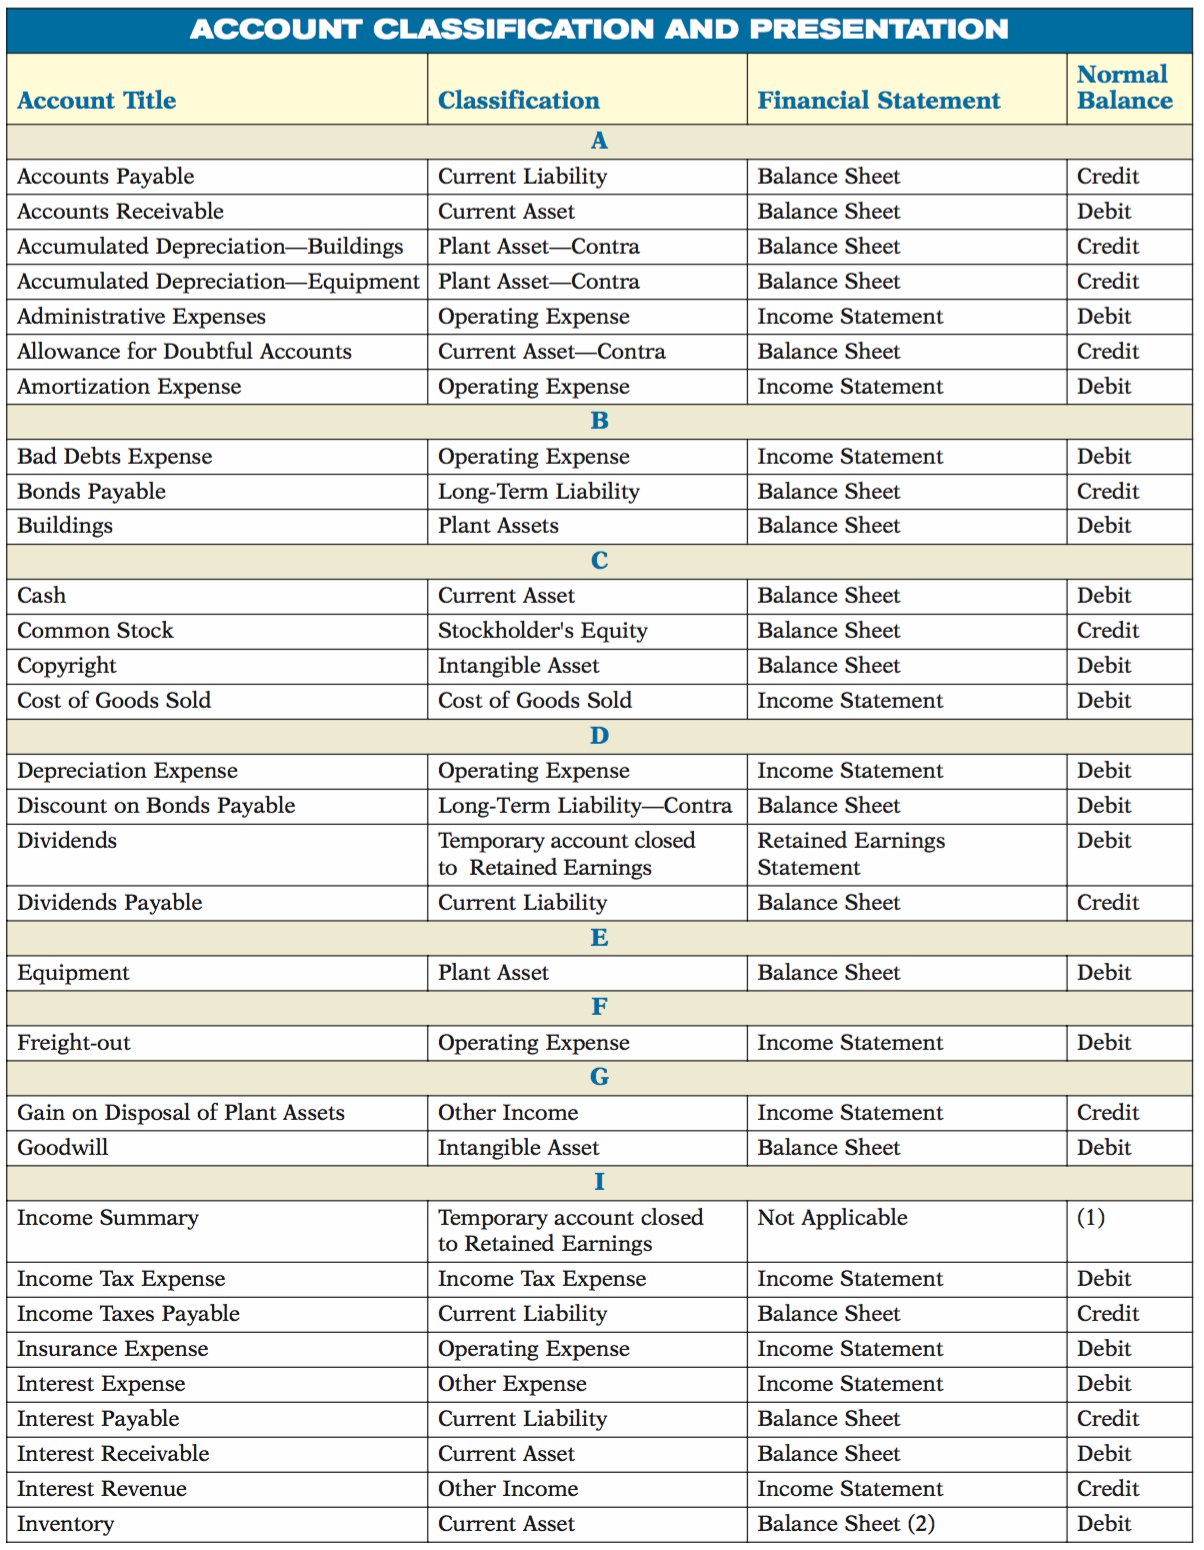 ACCOUNT CLASSIFICATION AND PRESENTATION
Account Title Classification Financial Statement Normal Balance
A
Accounts Payable Current Liability Balance Sheet Credit
Accounts Receivable Current Asset Balance Sheet Debit
Accumulated Depreciation—Buildings Plant Asset—Contra Balance Sheet Credit
Accumulated Depreciation—Equipment Plant Asset—Contra Balance Sheet Credit
Administrative Expenses Operating Expense Income Statement Debit
Allowance for Doubtful Accounts Current Asset—Contra Balance Sheet Credit
Amortization Expense Operating Expense Income Statement Debit
B
Bad Debts Expense Operating Expense Income Statement Debit
Bonds Payable Long-Term Liability Balance Sheet Credit
Buildings Plant Assets Balance Sheet Debit
C
Cash Current Asset Balance Sheet Debit
Common Stock Stockholder's Equity Balance Sheet Credit
Copyright Intangible Asset Balance Sheet Debit
Cost of Goods Sold Cost of Goods Sold Income Statement Debit
D
Depreciation Expense Operating Expense Income Statement Debit
Discount on Bonds Payable Long-Term Liability—Contra Balance Sheet Debit
Dividends Temporary account closed Retained Earnings Debit
to Retained Earnings Statement
Dividends Payable Current Liability Balance Sheet Credit
E
Equipment Plant Asset Balance Sheet Debit
F
Freight-out Operating Expense Income Statement Debit
G
Gain on Disposal of Plant Assets Other Income Income Statement Credit
Goodwill Intangible Asset Balance Sheet Debit
I
Income Summary Temporary account closed Not Applicable (1)
to Retained Earnings
Income Tax Expense Income Tax Expense Income Statement Debit
Income Taxes Payable Current Liability Balance Sheet Credit
Insurance Expense Operating Expense Income Statement Debit
Interest Expense Other Expense Income Statement Debit
Interest Payable Current Liability Balance Sheet Credit
Interest Receivable Current Asset Balance Sheet Debit
Interest Revenue Other Income Income Statement Credit
Inventory Current Asset Balance Sheet (2) Debit